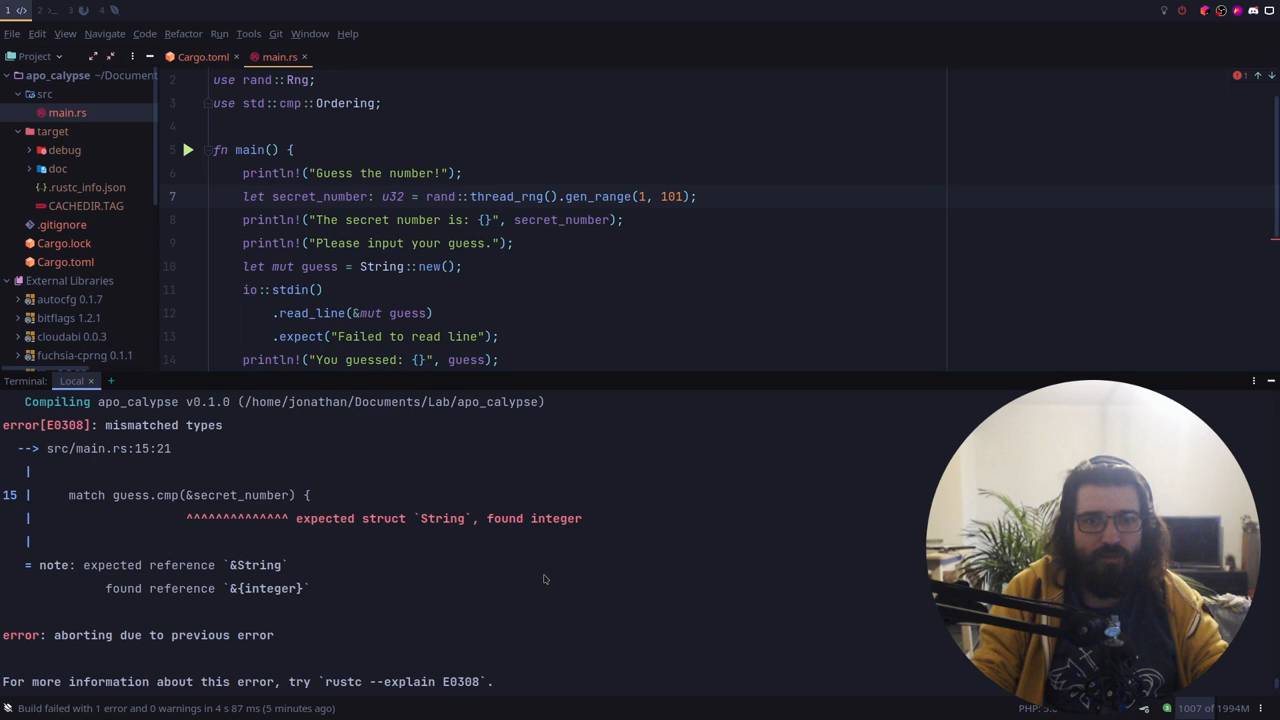 1 </>
2 >_
3
4
File Edit View Navigate Code Refactor Run Tools Git Window Help
Project
Cargo.toml ×
main.rs ×
apo_calypse ~/Document
src
main.rs
target
debug
doc
.rustc_info.json
CACHEDIR.TAG
.gitignore
Cargo.lock
Cargo.toml
External Libraries
autocfg 0.1.7
bitflags 1.2.1
cloudabi 0.0.3
fuchsia-cprng 0.1.1
1
2 use rand::Rng;
3 use std::cmp::Ordering;
4
5 fn main() {
6 println!("Guess the number!");
7 let secret_number: u32 = rand::thread_rng().gen_range(1, 101);
8 println!("The secret number is: {}", secret_number);
9 println!("Please input your guess.");
10 let mut guess = String::new();
11 io::stdin()
12 .read_line(&mut guess)
13 .expect("Failed to read line");
14 println!("You guessed: {}", guess);
Terminal: Local × +
Compiling apo_calypse v0.1.0 (/home/jonathan/Documents/Lab/apo_calypse)
error[E0308]: mismatched types
--> src/main.rs:15:21
|
15 | match guess.cmp(&secret_number) {
| ^^^^^^^^^^^^^^ expected struct `String`, found integer
|
= note: expected reference `&String`
found reference `&{integer}`
error: aborting due to previous error
For more information about this error, try `rustc --explain E0308`.
Build failed with 1 error and 0 warnings in 4 s 87 ms (5 minutes ago)
PHP:
1007 of 1994M